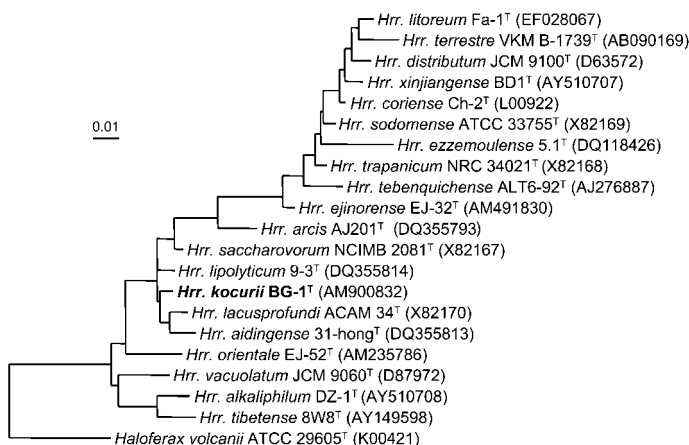 Hrr. litoreum Fa-1ᵀ (EF028067)
Hrr. terrestre VKM B-1739ᵀ (AB090169)
Hrr. distributum JCM 9100ᵀ (D63572)
Hrr. xinjiangense BD1ᵀ (AY510707)
Hrr. coriense Ch-2ᵀ (L00922)
0.01
Hrr. sodomense ATCC 33755ᵀ (X82169)
Hrr. ezzemoulense 5.1ᵀ (DQ118426)
Hrr. trapanicum NRC 34021ᵀ (X82168)
Hrr. tebenquichense ALT6-92ᵀ (AJ276887)
Hrr. ejinorense EJ-32ᵀ (AM491830)
Hrr. arcis AJ201ᵀ (DQ355793)
Hrr. saccharovorum NCIMB 2081ᵀ (X82167)
Hrr. lipolyticum 9-3ᵀ (DQ355814)
Hrr. kocurii BG-1ᵀ (AM900832)
Hrr. lacusprofundi ACAM 34ᵀ (X82170)
Hrr. aidingense 31-hongᵀ (DQ355813)
Hrr. orientale EJ-52ᵀ (AM235786)
Hrr. vacuolatum JCM 9060ᵀ (D87972)
Hrr. alkaliphilum DZ-1ᵀ (AY510708)
Hrr. tibetense 8W8ᵀ (AY149598)
Haloferax volcanii ATCC 29605ᵀ (K00421)